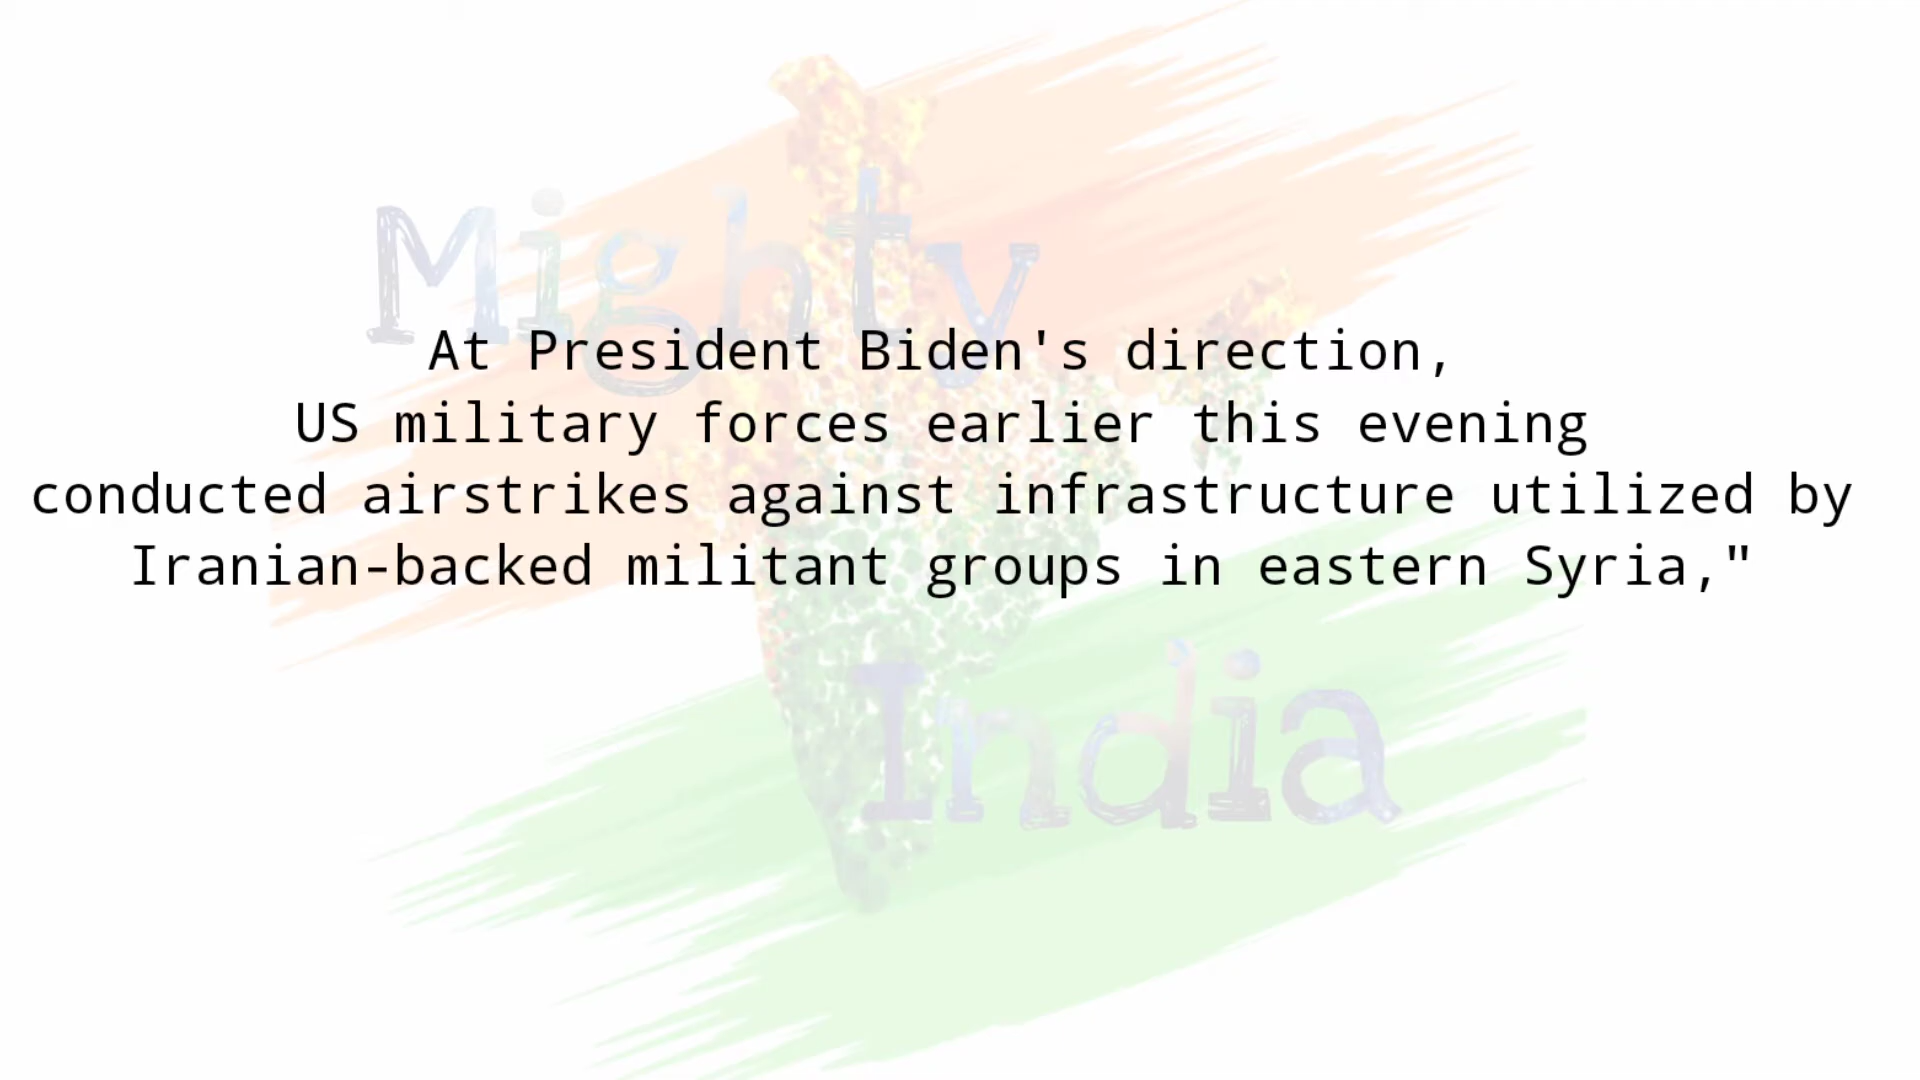 Mighty
At President Biden's direction,
US military forces earlier this evening
conducted airstrikes against infrastructure utilized by
Iranian-backed militant groups in eastern Syria,"
India